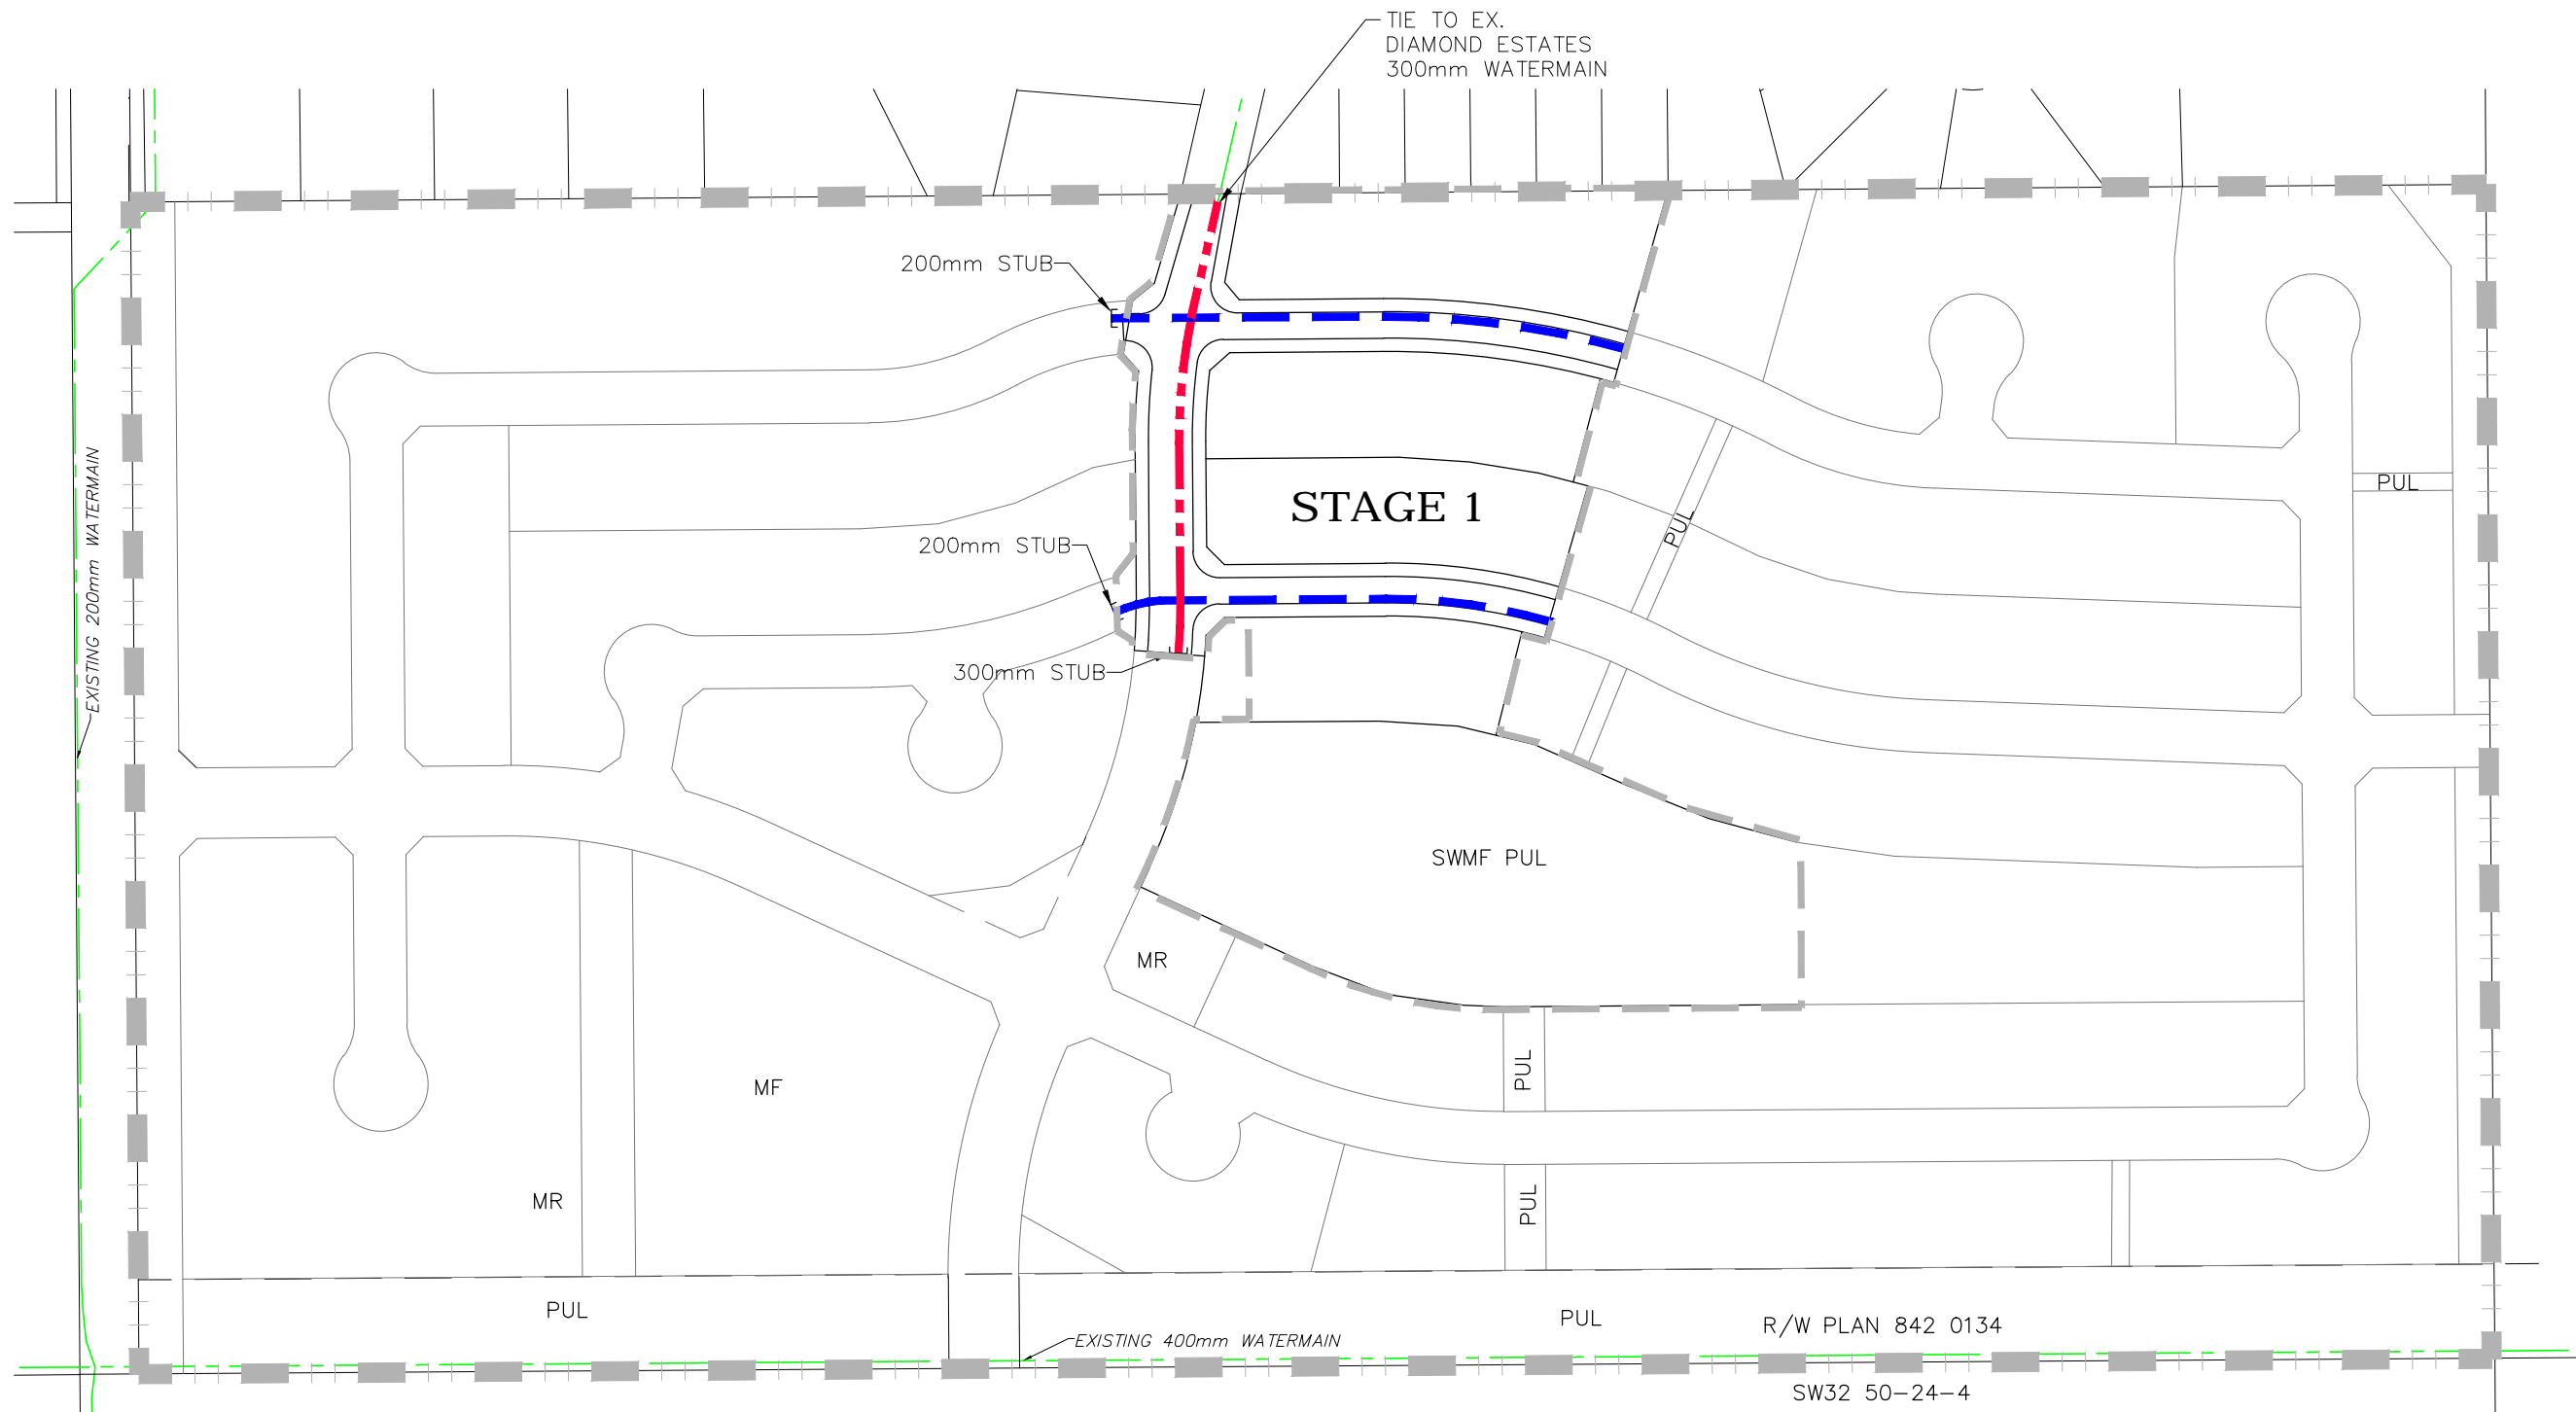 TIE TO EX.
DIAMOND ESTATES
300mm WATERMAIN
200mm STUB
EXISTING 200mm WATERMAIN
PUL
STAGE 1
PUL
200mm STUB
300mm STUB
SWMF PUL
MR
PUL
MF
MR
PUL
PUL
PUL
R/W PLAN 842 0134
EXISTING 400mm WATERMAIN
SW32 50-24-4